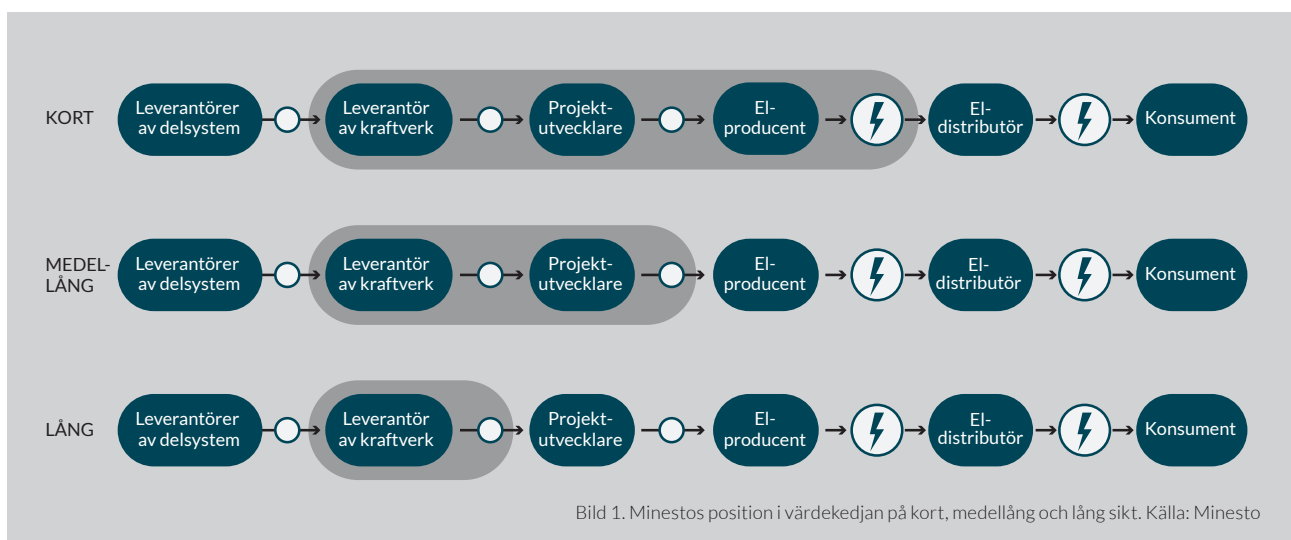 KORT
Leverantörer
av delsystem
Leverantör
av kraftverk
Projekt-
utvecklare
El-
producent
El-
distributör
Konsument
MEDEL-
LÅNG
Leverantörer
av delsystem
Leverantör
av kraftverk
Projekt-
utvecklare
El-
producent
El-
distributör
Konsument
LÅNG
Leverantörer
av delsystem
Leverantör
av kraftverk
Projekt-
utvecklare
El-
producent
El-
distributör
Konsument
Bild 1. Minestos position i värdekedjan på kort, medellång och lång sikt. Källa: Minesto